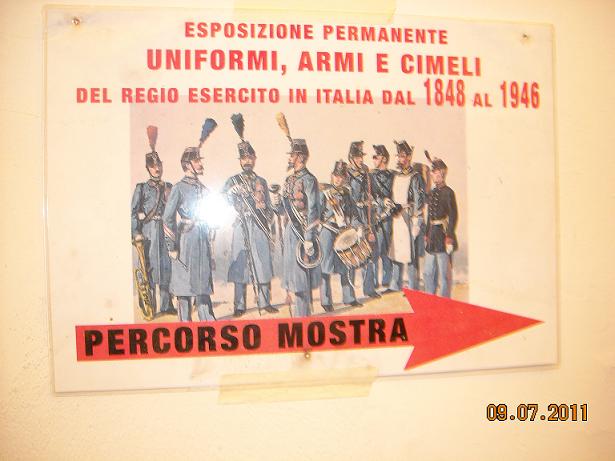 ESPOSIZIONE PERMANENTE
UNIFORMI, ARMI E CIMELI
DEL REGIO ESERCITO IN ITALIA DAL 1848 AL 1946
PERCORSO MOSTRA
09.07.2011